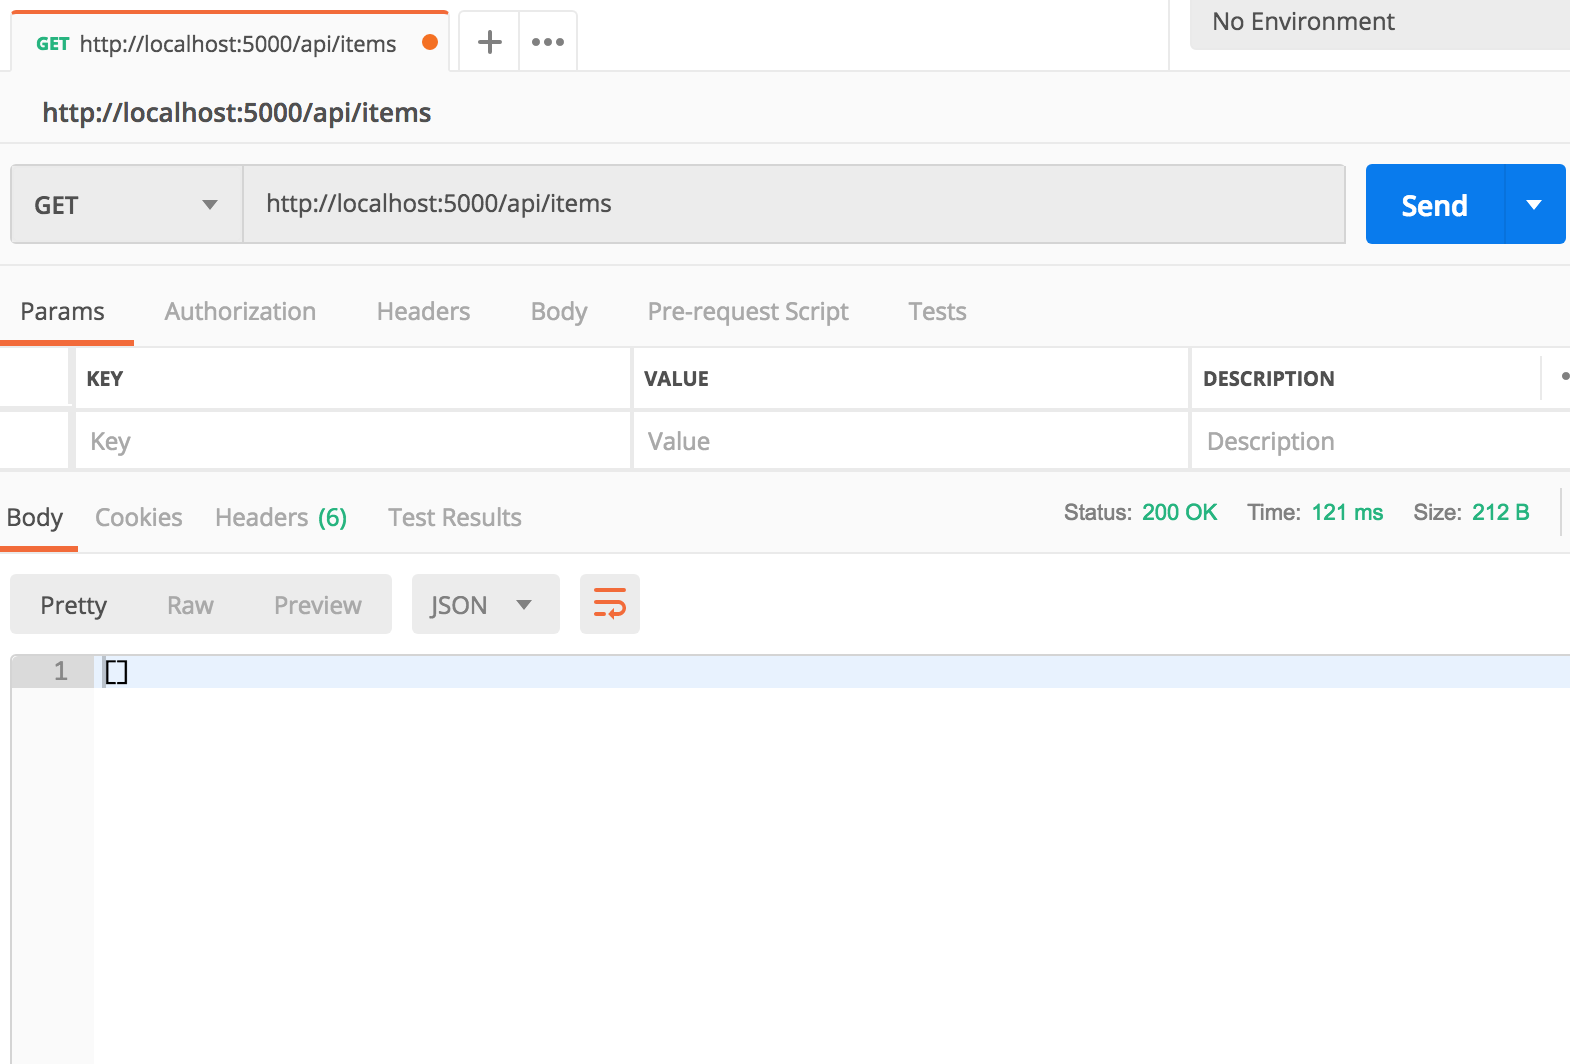 GET http://localhost:5000/api/items
No Environment
http://localhost:5000/api/items
GET http://localhost:5000/api/items Send
Params Authorization Headers Body Pre-request Script Tests
KEY VALUE DESCRIPTION
Key Value Description
Body Cookies Headers (6) Test Results Status: 200 OK Time: 121 ms Size: 212 B
Pretty Raw Preview JSON
1 []